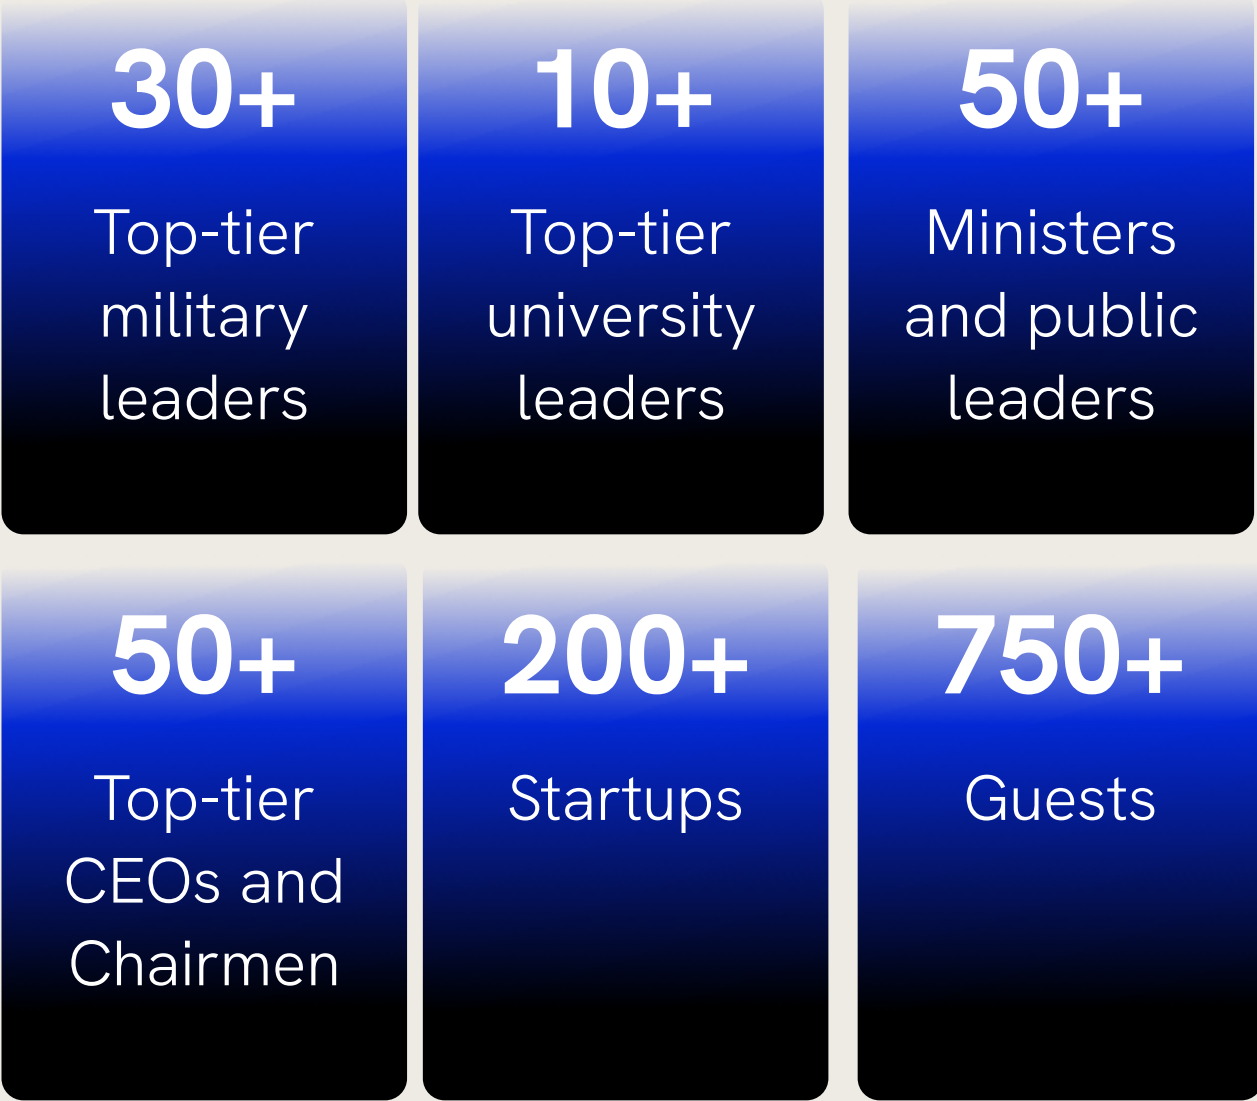 30+
Top-tier
military
leaders
10+
Top-tier
university
leaders
50+
Ministers
and public
leaders
50+
Top-tier
CEOs and
Chairmen
200+
Startups
750+
Guests